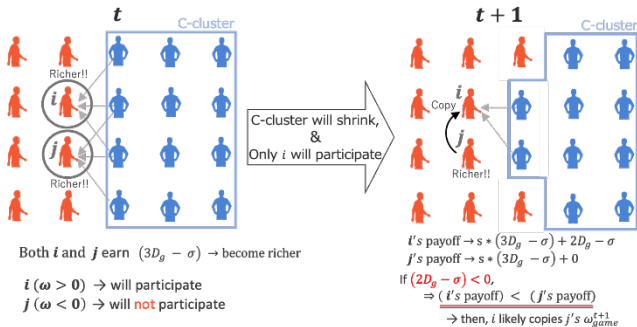 t
C-cluster
Richer!!
i
j
Richer!!
Both i and j earn (3D_g − σ) → become richer
i (ω > 0) → will participate
j (ω < 0) → will not participate
C-cluster will shrink,
&
Only i will participate
t + 1
C-cluster
i
Copy
j
Richer!!
i's payoff → s * (3D_g − σ) + 2D_g − σ
j's payoff → s * (3D_g − σ) + 0
If (2D_g − σ) < 0,
⇒ (i's payoff) < (j's payoff)
→ then, i likely copies j's ω_game^{t+1}